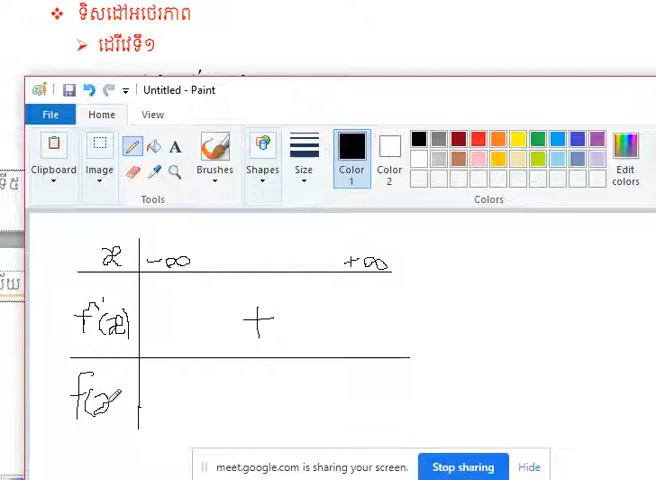 ទិសដៅអថេរភាព
ដេរីវេទី១
Untitled - Paint
File
Home
View
Clipboard
Image
Tools
Brushes
Shapes
Size
Color 1
Color 2
Edit colors
Colors
ទី៥
x -∞ +∞
f'(x) +
f(x
meet.google.com is sharing your screen.
Stop sharing
Hide